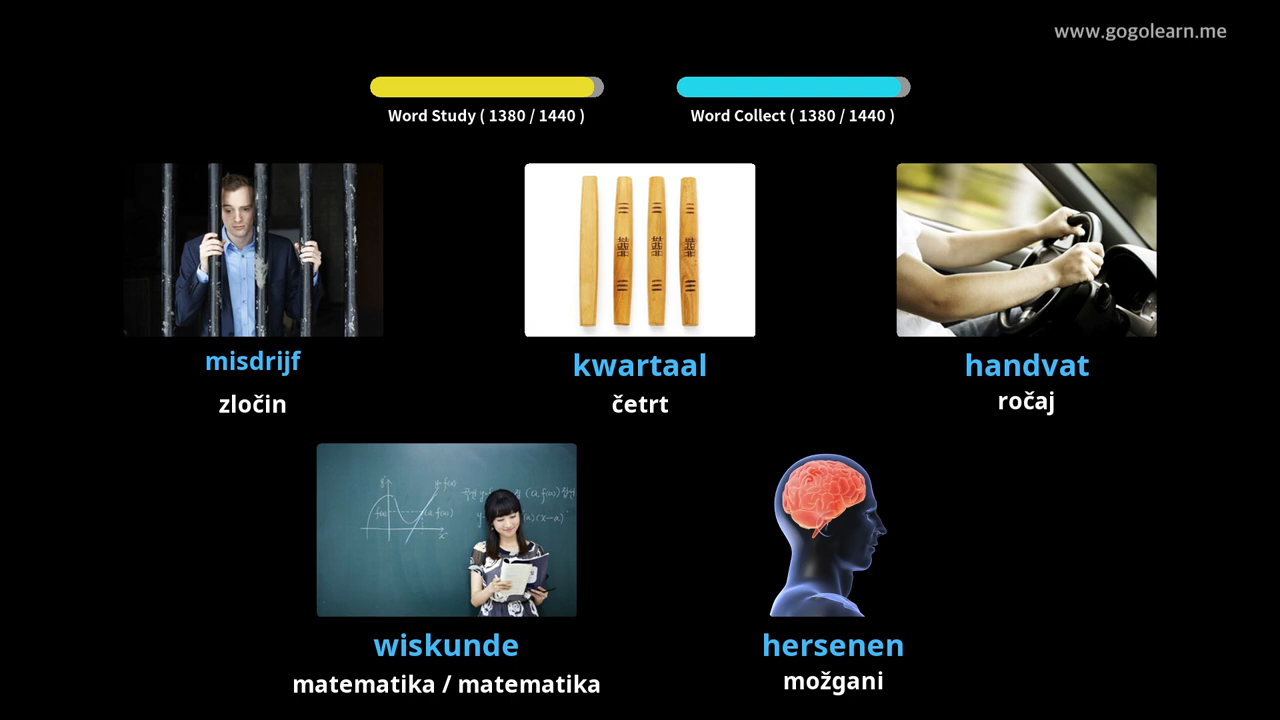 www.gogolearn.me
Word Study ( 1380 / 1440 )
Word Collect ( 1380 / 1440 )
misdrijf
kwartaal
handvat
zločin
četrt
ročaj
wiskunde
hersenen
matematika / matematika
možgani